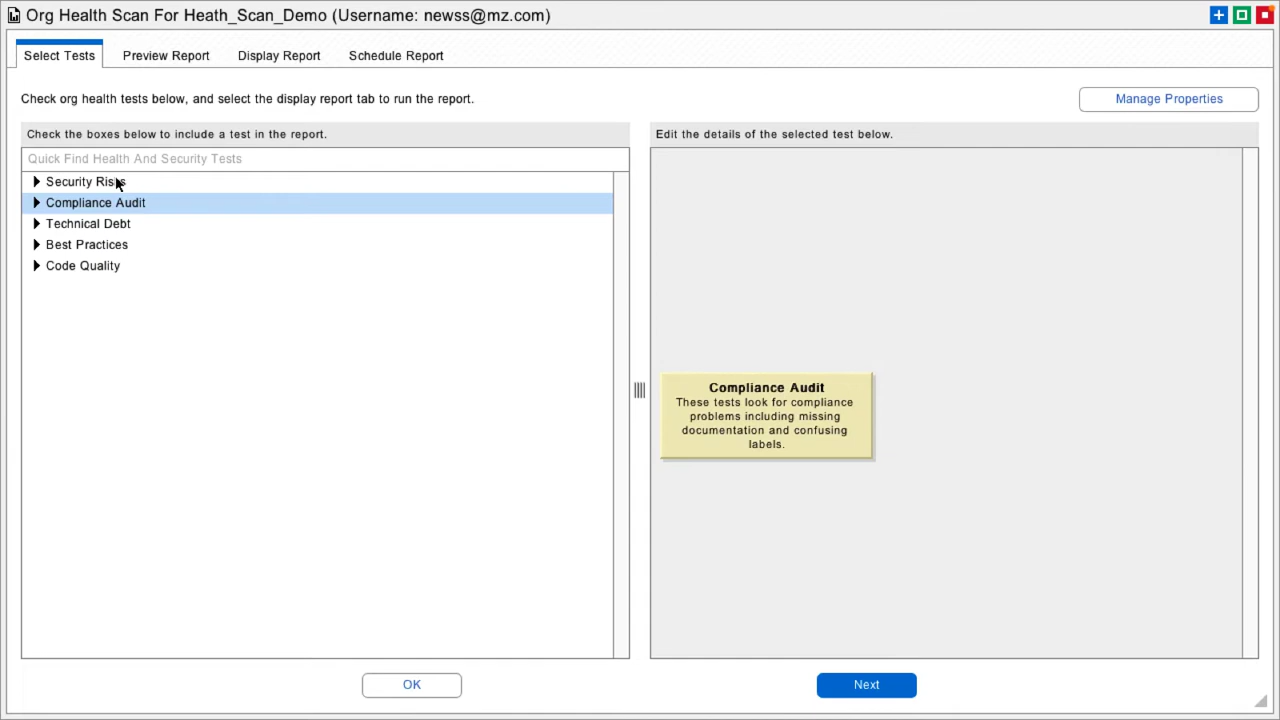 Org Health Scan For Heath_Scan_Demo (Username: newss@mz.com)
Select Tests
Preview Report
Display Report
Schedule Report
Check org health tests below, and select the display report tab to run the report.
Manage Properties
Check the boxes below to include a test in the report.
Edit the details of the selected test below.
Quick Find Health And Security Tests
Security Risks
Compliance Audit
Technical Debt
Best Practices
Code Quality
Compliance Audit
These tests look for compliance
problems including missing
documentation and confusing
labels.
OK
Next